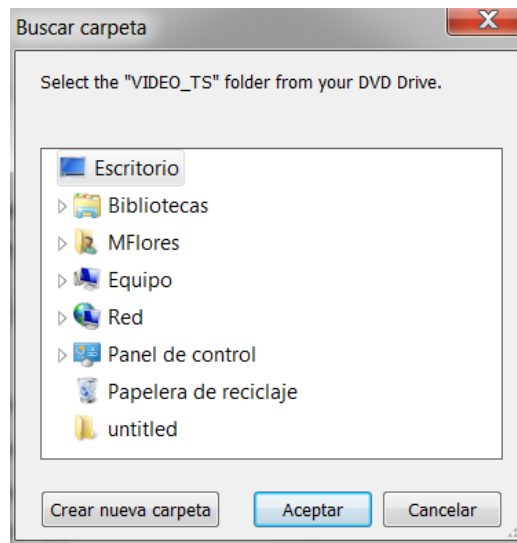 Buscar carpeta
Select the "VIDEO_TS" folder from your DVD Drive.
Escritorio
Bibliotecas
MFlores
Equipo
Red
Panel de control
Papelera de reciclaje
untitled
Crear nueva carpeta Aceptar Cancelar